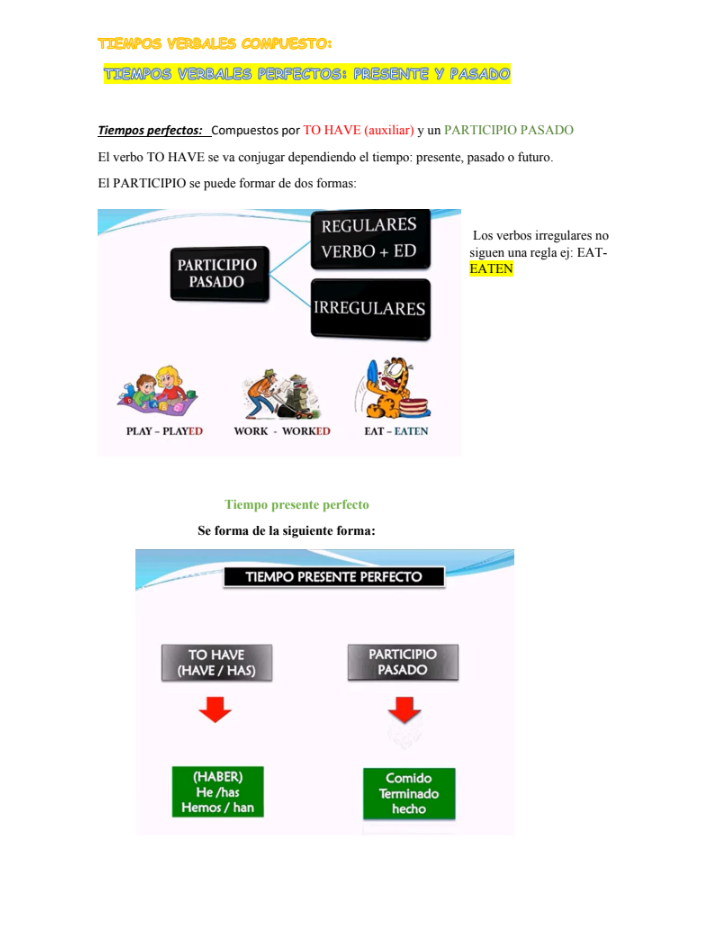 TIEMPOS VERBALES COMPUESTO:
TIEMPOS VERBALES PERFECTOS: PRESENTE Y PASADO
Tiempos perfectos: Compuestos por TO HAVE (auxiliar) y un PARTICIPIO PASADO
El verbo TO HAVE se va conjugar dependiendo el tiempo: presente, pasado o futuro.
El PARTICIPIO se puede formar de dos formas:
PARTICIPIO
PASADO
REGULARES
VERBO + ED
IRREGULARES
Los verbos irregulares no
siguen una regla ej: EAT-
EATEN
PLAY – PLAYED
WORK - WORKED
EAT – EATEN
Tiempo presente perfecto
Se forma de la siguiente forma:
TIEMPO PRESENTE PERFECTO
TO HAVE
(HAVE / HAS)
PARTICIPIO
PASADO
(HABER)
He /has
Hemos / han
Comido
Terminado
hecho